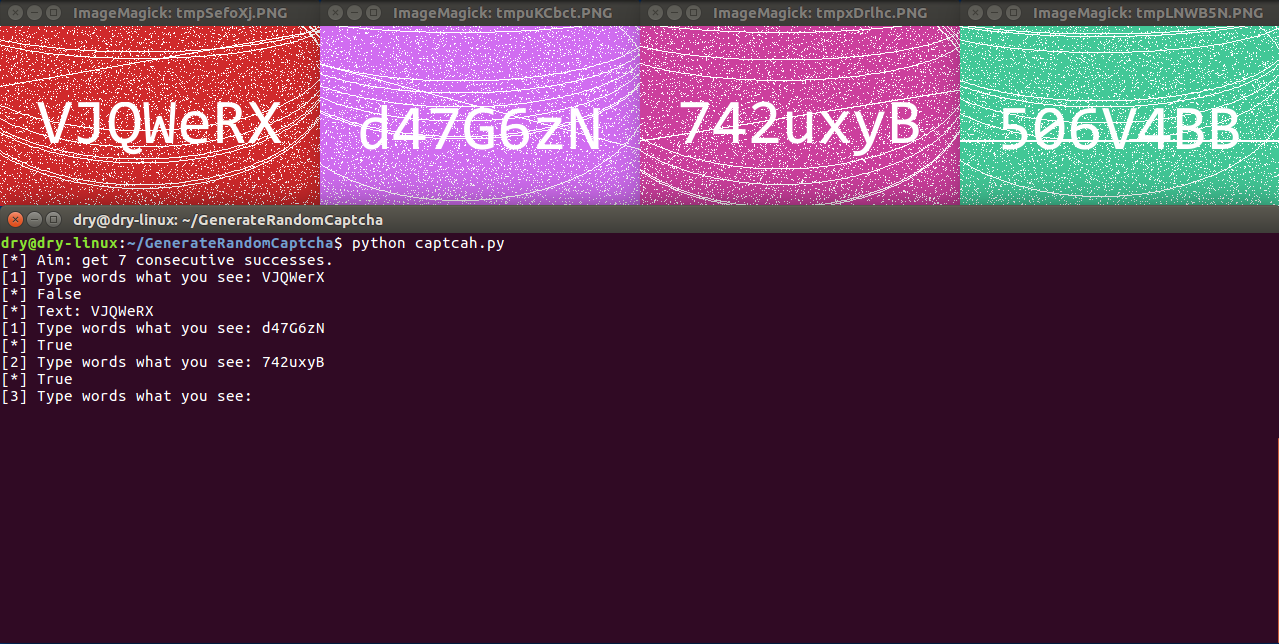 ImageMagick: tmpSefoXj.PNG
ImageMagick: tmpuKCbct.PNG
ImageMagick: tmpxDrlhc.PNG
ImageMagick: tmpLNWB5N.PNG
VJQWeRX
d47G6zN
742uxyB
506V4BB
dry@dry-linux: ~/GenerateRandomCaptcha
dry@dry-linux:~/GenerateRandomCaptcha$ python captcah.py
[*] Aim: get 7 consecutive successes.
[1] Type words what you see: VJQWerX
[*] False
[*] Text: VJQWeRX
[1] Type words what you see: d47G6zN
[*] True
[2] Type words what you see: 742uxyB
[*] True
[3] Type words what you see: